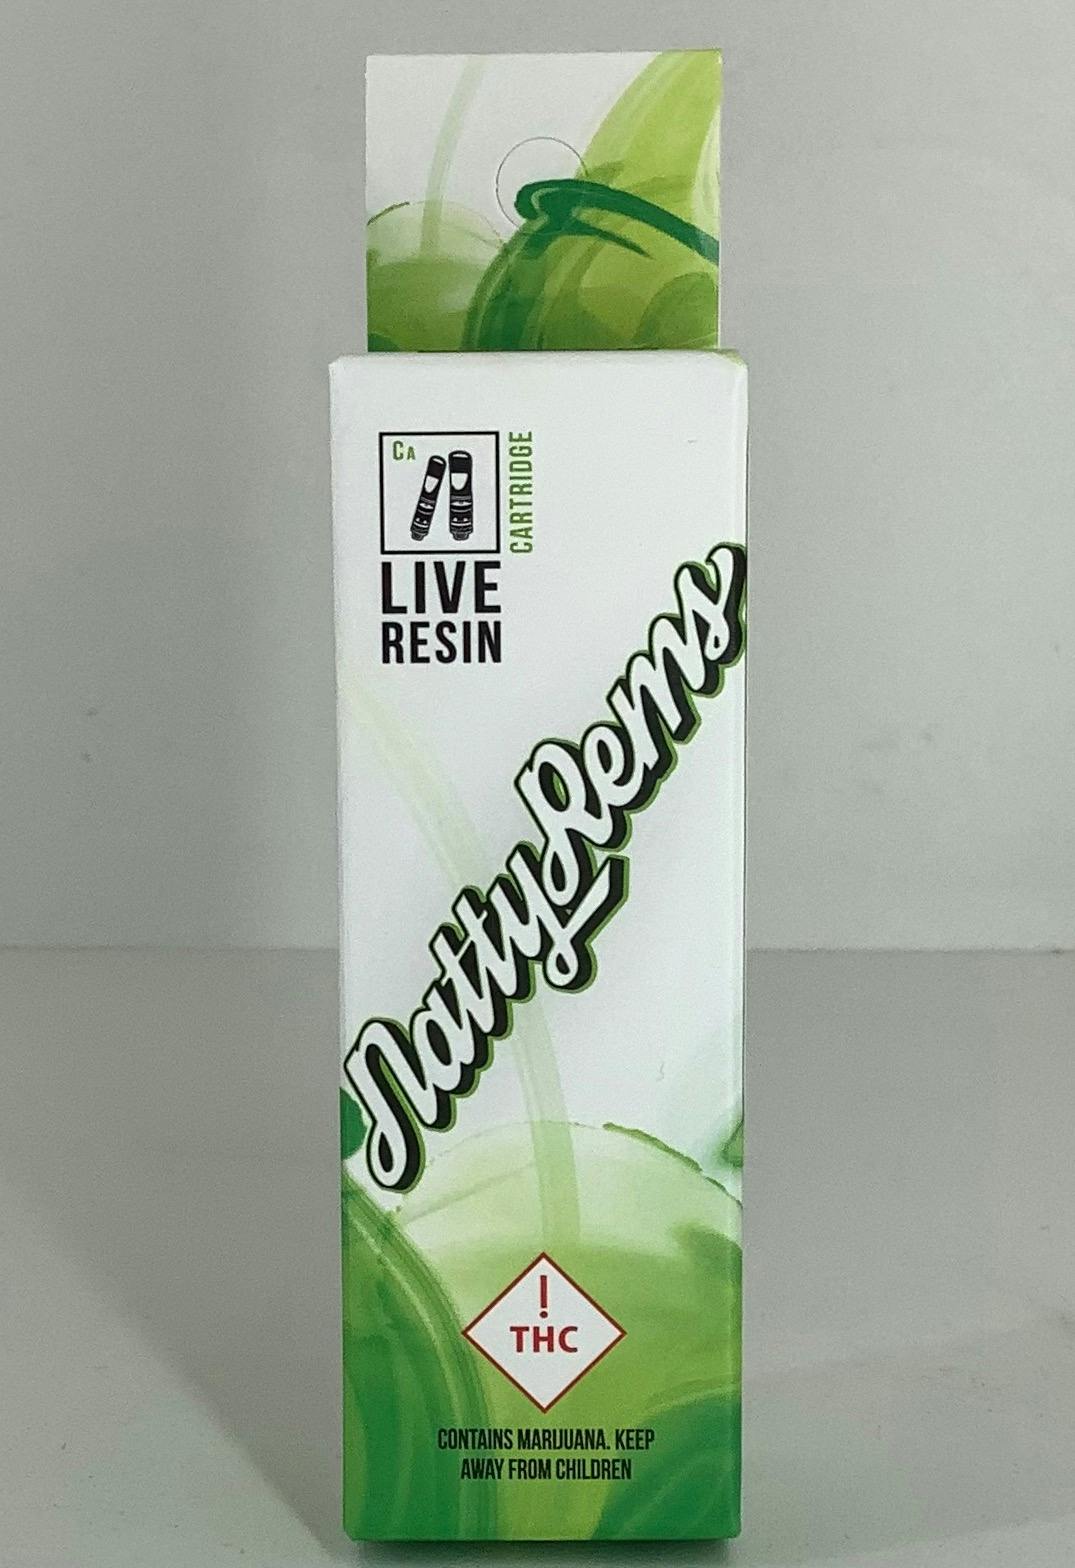 CA
CARTRIDGE
LIVE
RESIN
NattyRems
!
THC
CONTAINS MARIJUANA. KEEP
AWAY FROM CHILDREN